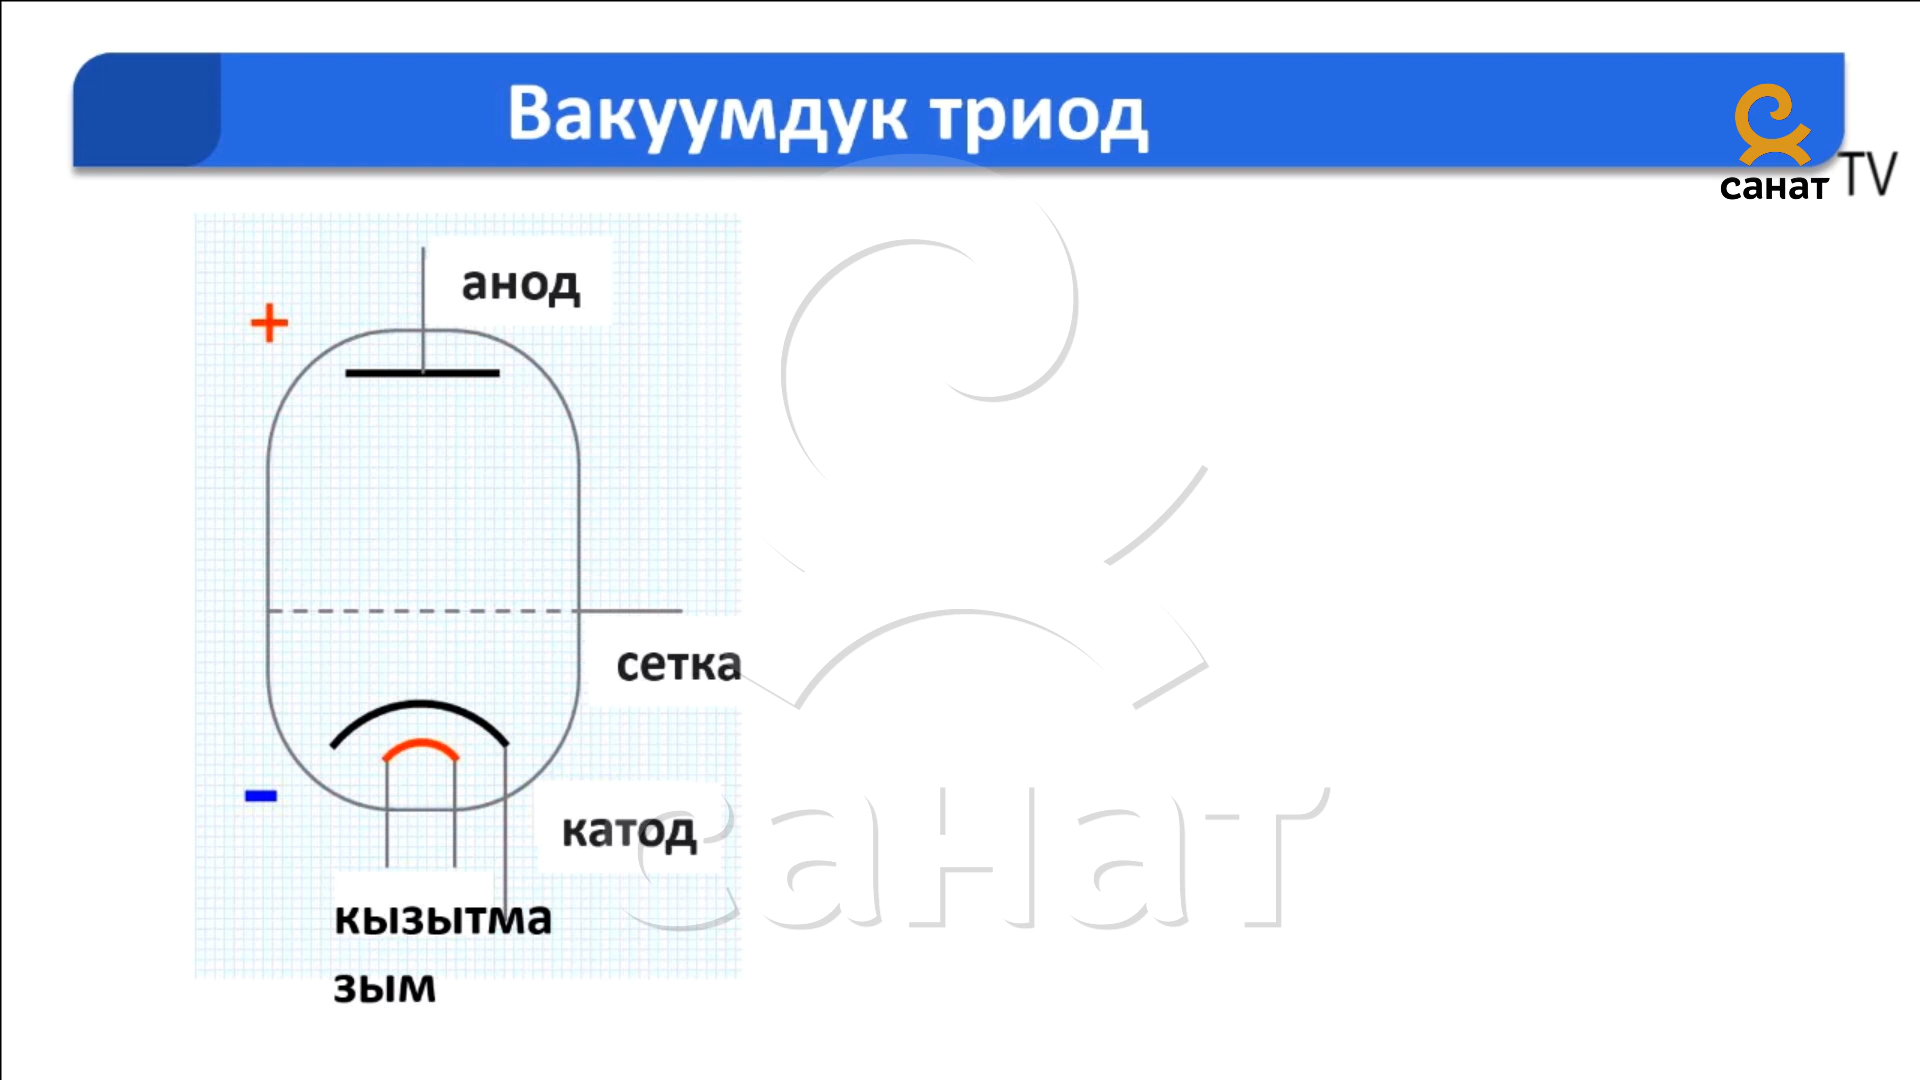 Вакуумдук триод
санат TV
+
анод
сетка
-
катод
кызытма
зым
санат